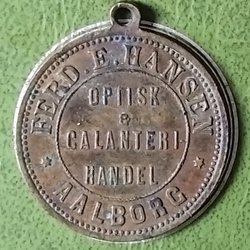 FERD. E. HANSEN
OPTISK
&
GALANTERI-
HANDEL
AALBORG